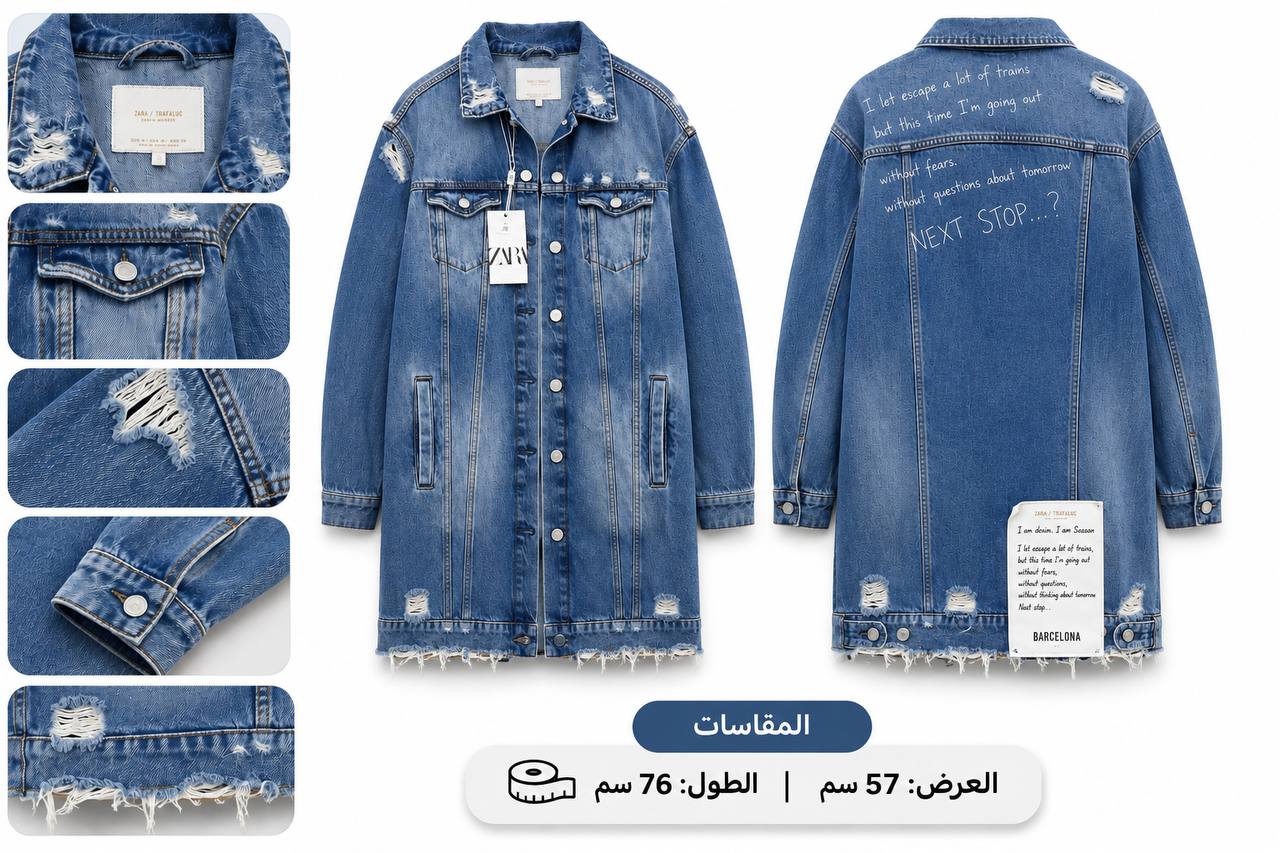 ZARA / TRAFALUC
ZARA
I let escape a lot of trains
but this time I'm going out
without fears.
without questions about tomorrow
NEXT STOP...?
ZARA / TRAFALUC
I am denim. I am Season
I let escape a lot of trains,
but this time I'm going out
without fears,
without questions,
without thinking about tomorrow
Next stop...
BARCELONA
المقاسات
العرض: 57 سم | الطول: 76 سم